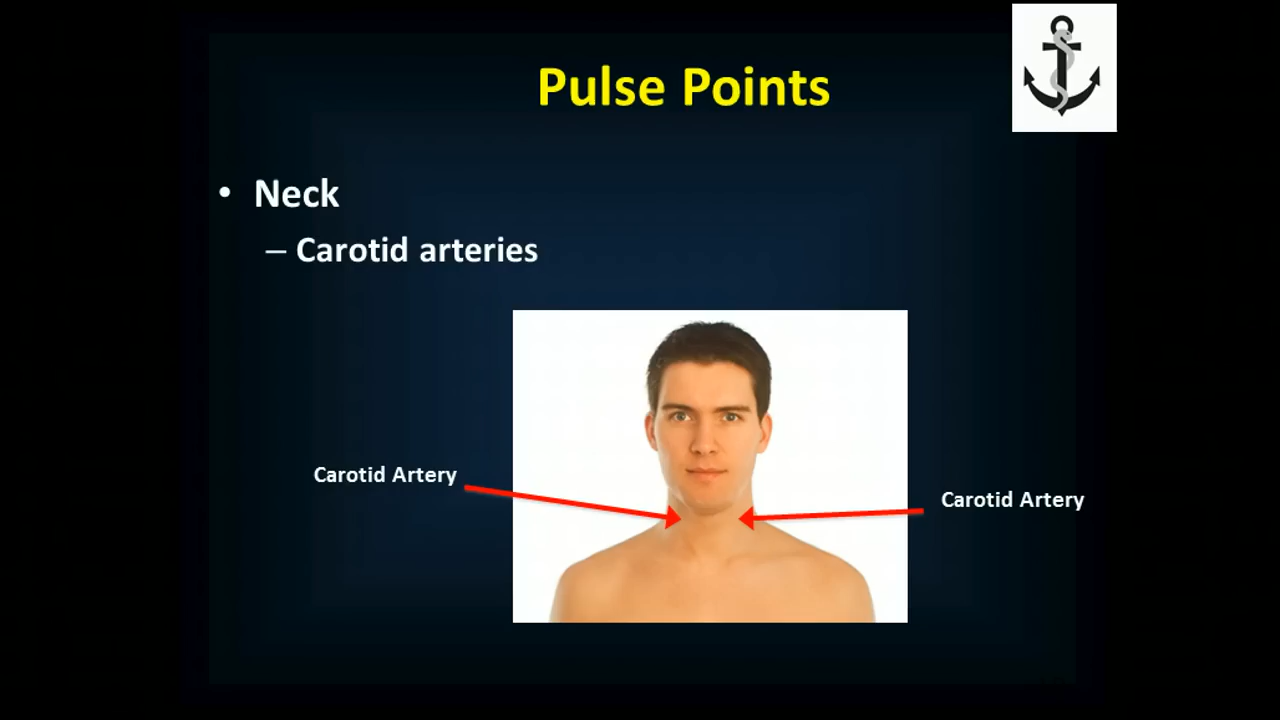 Pulse Points
• Neck
– Carotid arteries
Carotid Artery
Carotid Artery